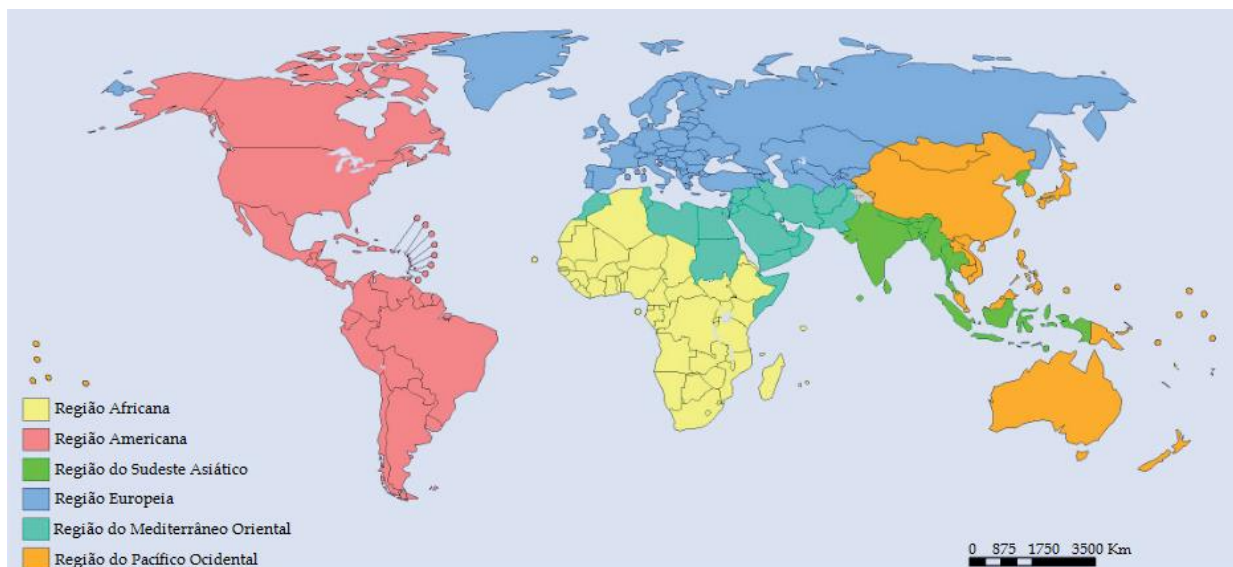 Região Africana
Região Americana
Região do Sudeste Asiático
Região Europeia
Região do Mediterrâneo Oriental
Região do Pacífico Ocidental
0 875 1750 3500 Km